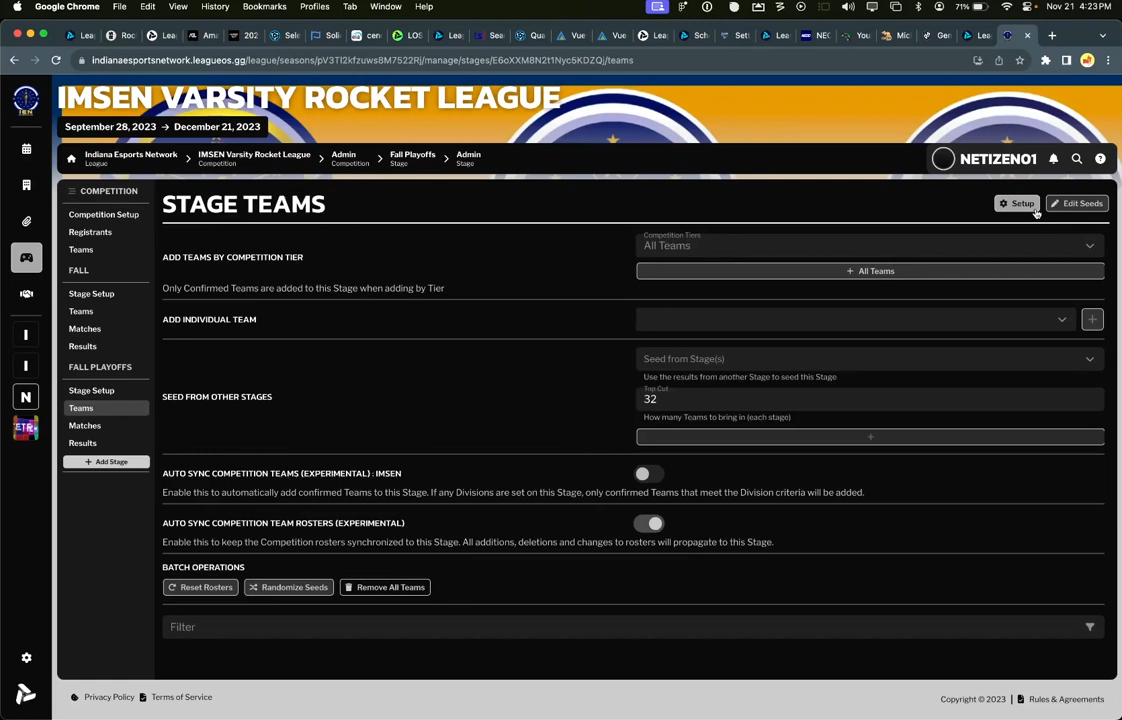 Google Chrome File Edit View History Bookmarks Profiles Tab Window Help 71% Nov 21 4:23PM
indianaesportsnetwork.leagueos.gg/league/seasons/pV3TI2kfzuws8M7522Rj/manage/stages/E6oXXM8N2t1Nyc5KDZQj/teams
IMSEN VARSITY ROCKET LEAGUE
September 28, 2023 → December 21, 2023
Indiana Esports Network IMSEN Varsity Rocket League Admin Fall Playoffs Admin
League Competition Competition Stage Stage
NETIZENO1
COMPETITION
Competition Setup
Registrants
Teams
FALL
Stage Setup
Teams
Matches
Results
FALL PLAYOFFS
Stage Setup
Teams
Matches
Results
+ Add Stage
I
I
N
STAGE TEAMS
Setup Edit Seeds
ADD TEAMS BY COMPETITION TIER
Competition Tiers
All Teams
+ All Teams
Only Confirmed Teams are added to this Stage when adding by Tier
ADD INDIVIDUAL TEAM
+
Seed from Stage(s)
Use the results from another Stage to seed this Stage
SEED FROM OTHER STAGES
Top Cut
32
How many Teams to bring in (each stage)
+
AUTO SYNC COMPETITION TEAMS (EXPERIMENTAL) : IMSEN
Enable this to automatically add confirmed Teams to this Stage. If any Divisions are set on this Stage, only confirmed Teams that meet the Division criteria will be added.
AUTO SYNC COMPETITION TEAM ROSTERS (EXPERIMENTAL)
Enable this to keep the Competition rosters synchronized to this Stage. All additions, deletions and changes to rosters will propagate to this Stage.
BATCH OPERATIONS
Reset Rosters Randomize Seeds Remove All Teams
Filter
Privacy Policy Terms of Service
Copyright © 2023 Rules & Agreements